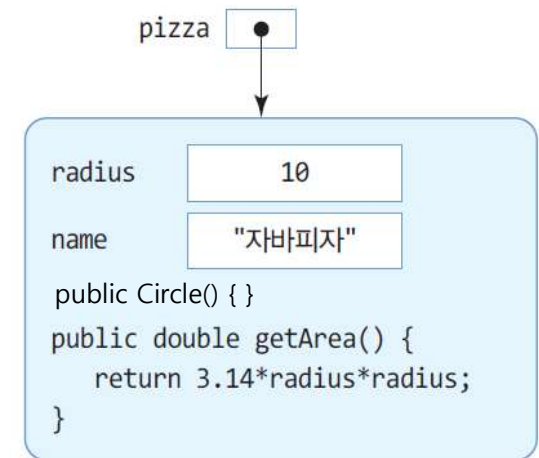 pizza
radius 10
name "자바피자"
public Circle() { }
public double getArea() {
return 3.14*radius*radius;
}